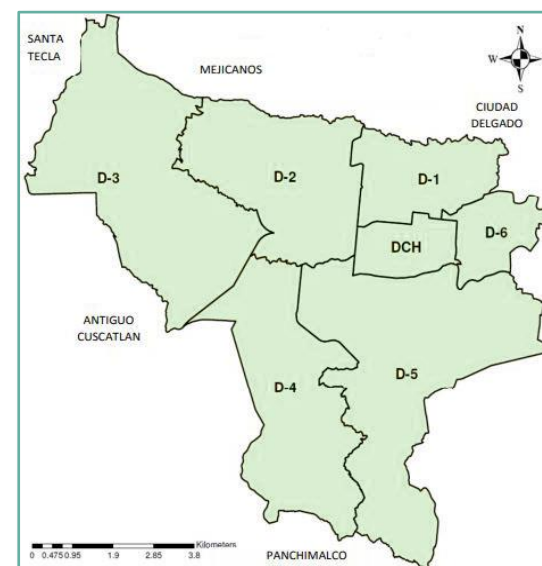 SANTA
TECLA
MEJICANOS
N
W
E
S
CIUDAD
DELGADO
D-3
D-2
D-1
DCH
D-6
ANTIGUO
CUSCATLAN
D-4
D-5
Kilometers
0 0.475 0.95 1.9 2.85 3.8
PANCHIMALCO